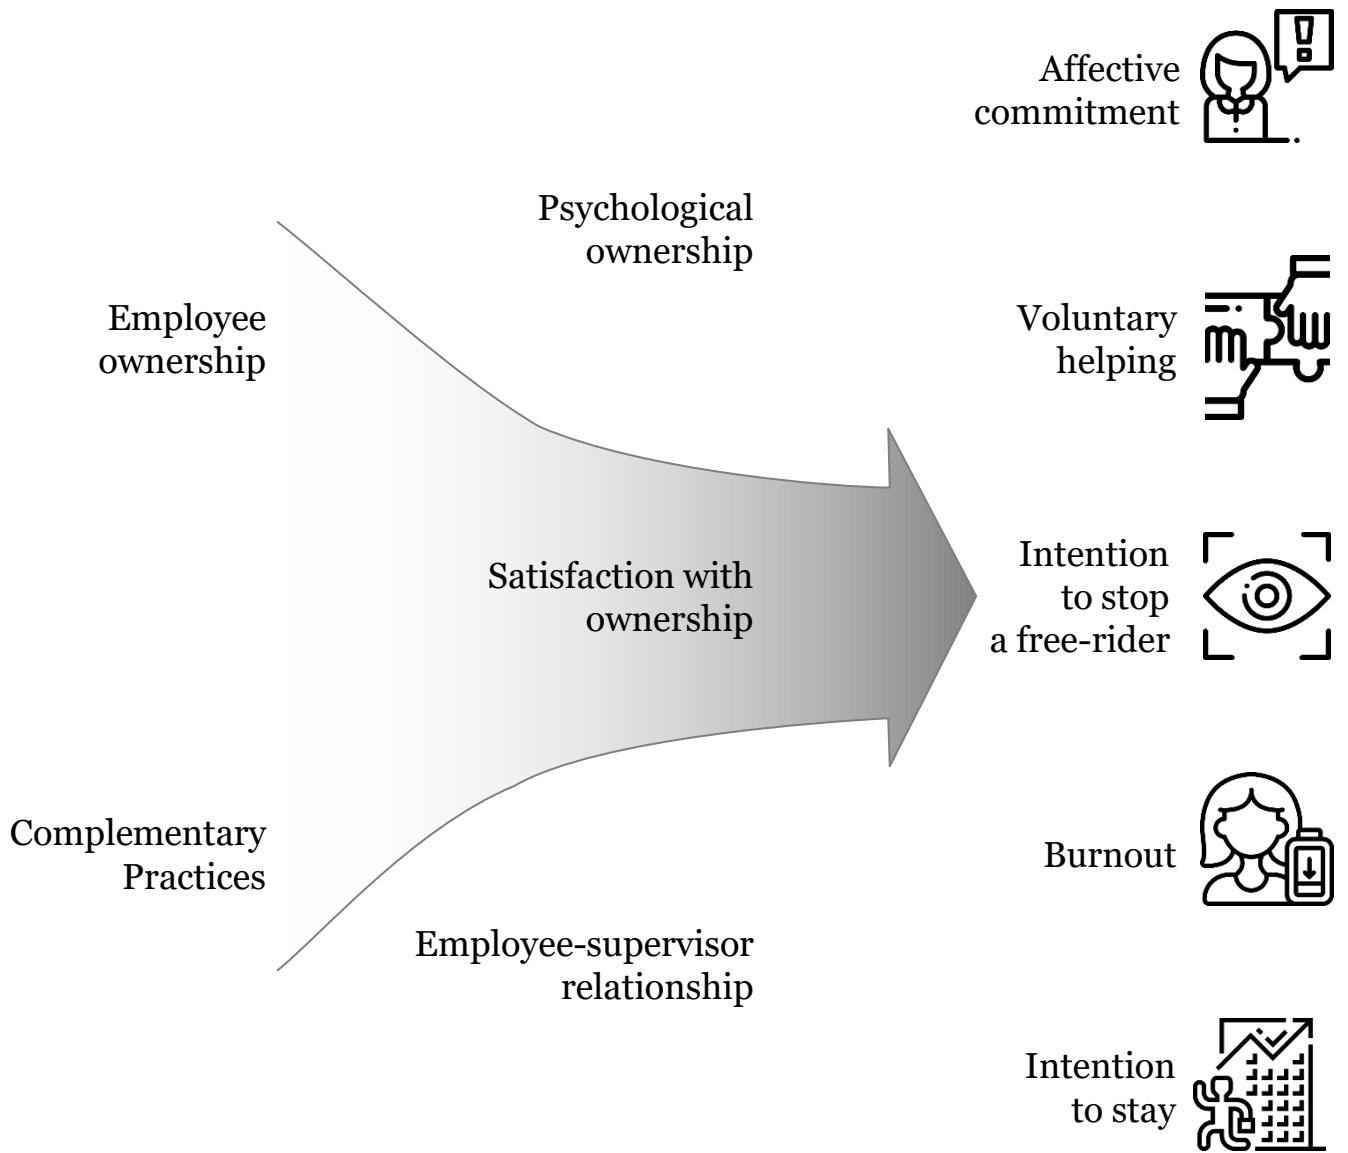 Employee
ownership
Complementary
Practices
Psychological
ownership
Satisfaction with
ownership
Employee-supervisor
relationship
Affective
commitment
Voluntary
helping
Intention
to stop
a free-rider
Burnout
Intention
to stay